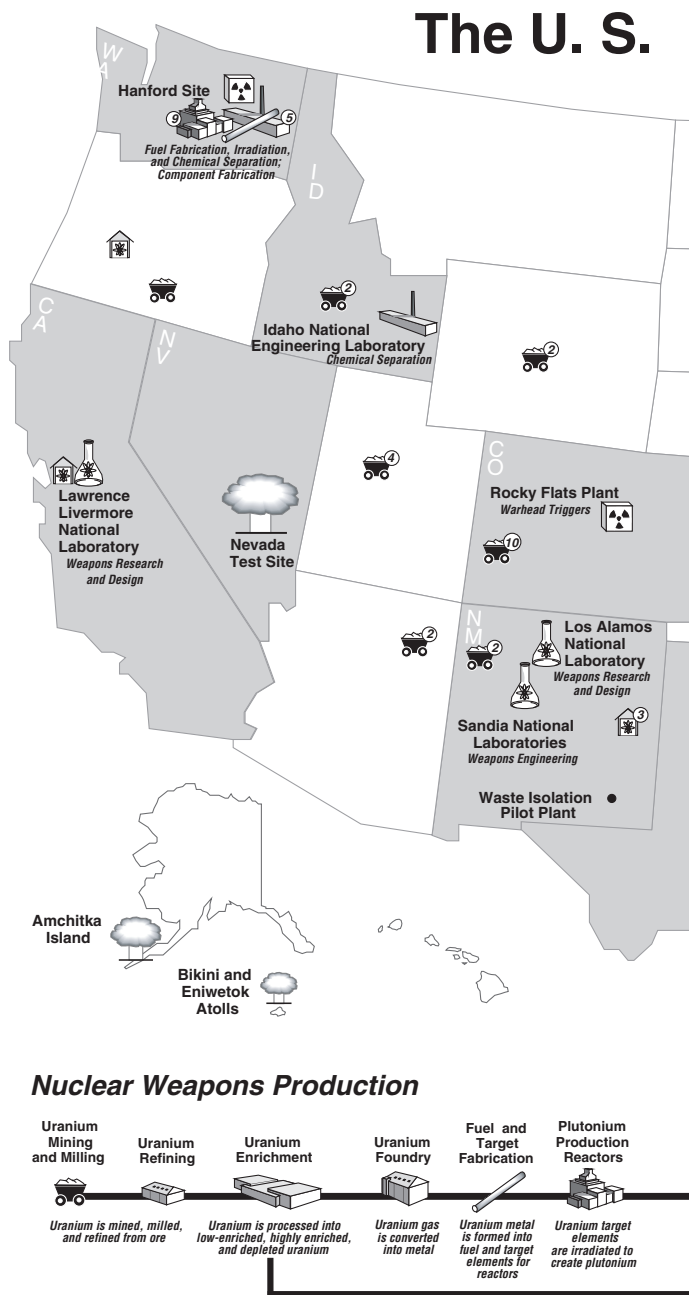 The U. S.
W
A
Hanford Site
9
5
Fuel Fabrication, Irradiation,
and Chemical Separation;
Component Fabrication
I
D
2
Idaho National
Engineering Laboratory
Chemical Separation
C
A
N
V
2
4
C
O
Rocky Flats Plant
Warhead Triggers
10
Lawrence
Livermore
National
Laboratory
Weapons Research
and Design
Nevada
Test Site
2
N
M
2
Los Alamos
National
Laboratory
Weapons Research
and Design
Sandia National
Laboratories
Weapons Engineering
3
Waste Isolation
Pilot Plant
Amchitka
Island
Bikini and
Eniwetok
Atolls
Nuclear Weapons Production
Uranium
Mining
and Milling
Uranium
Refining
Uranium is mined, milled,
and refined from ore
Uranium
Enrichment
Uranium is processed into
low-enriched, highly enriched,
and depleted uranium
Uranium
Foundry
Uranium gas
is converted
into metal
Fuel and
Target
Fabrication
Uranium metal
is formed into
fuel and target
elements for
reactors
Plutonium
Production
Reactors
Uranium target
elements
are irradiated to
create plutonium